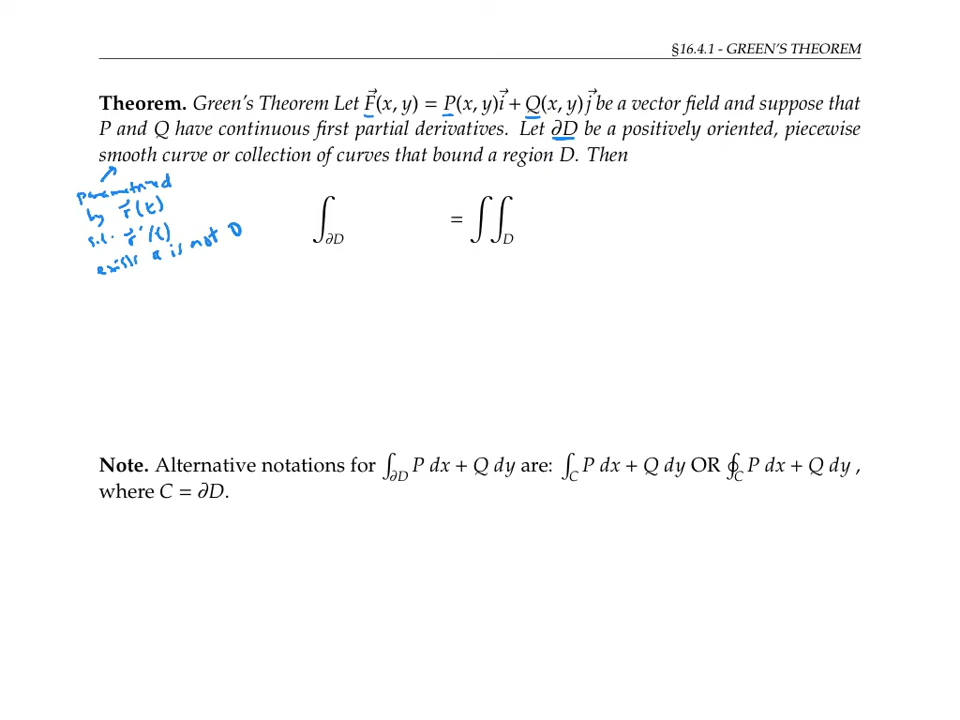 §16.4.1 - GREEN'S THEOREM
Theorem. Green's Theorem Let F⃗(x, y) = P(x, y)i⃗ + Q(x, y)j⃗ be a vector field and suppose that
P and Q have continuous first partial derivatives. Let ∂D be a positively oriented, piecewise
smooth curve or collection of curves that bound a region D. Then
parametrized
by r⃗(t)
s.t. r⃗'(t)
exists & is not 0
∫∂D = ∫∫D
Note. Alternative notations for ∫∂D P dx + Q dy are: ∫C P dx + Q dy OR ∮C P dx + Q dy ,
where C = ∂D.